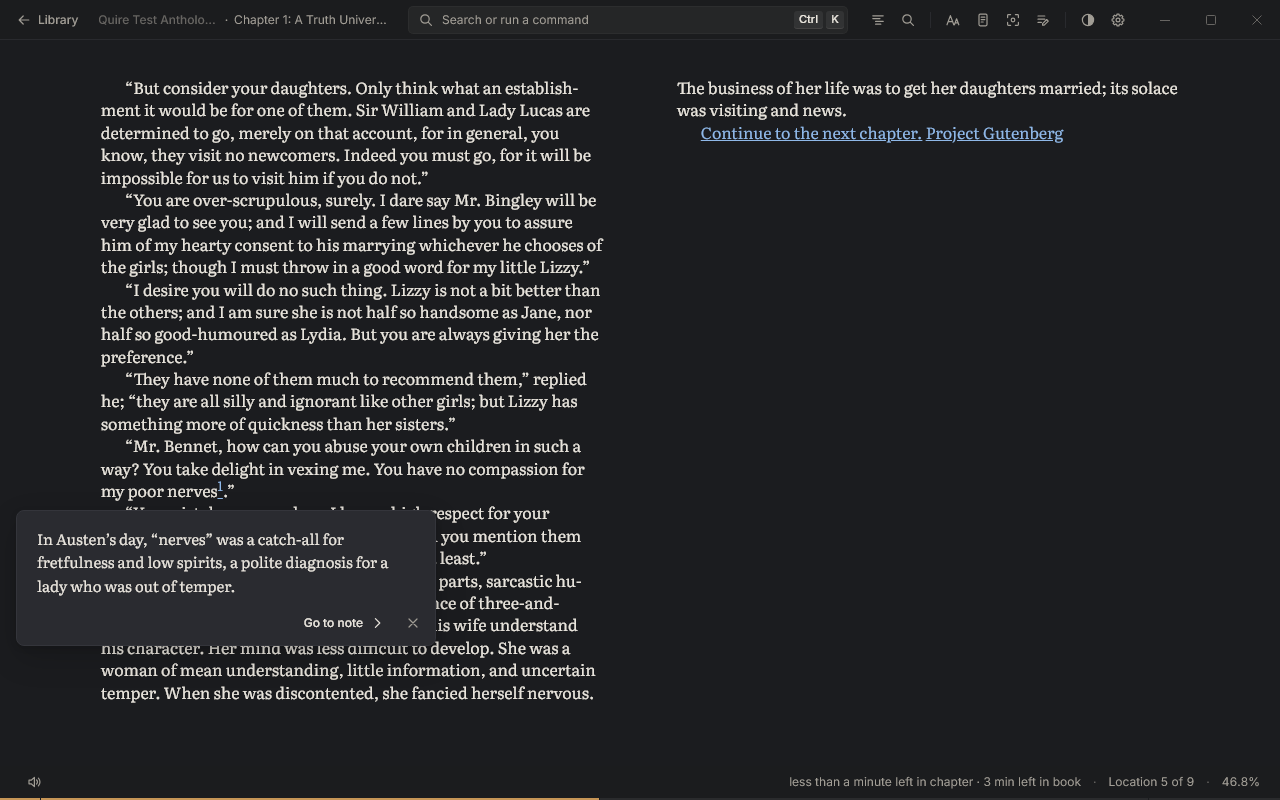 Library
Quire Test Antholo... · Chapter 1: A Truth Univer...
Search or run a command
Ctrl K
“But consider your daughters. Only think what an establish-
ment it would be for one of them. Sir William and Lady Lucas are
determined to go, merely on that account, for in general, you
know, they visit no newcomers. Indeed you must go, for it will be
impossible for us to visit him if you do not.”
“You are over-scrupulous, surely. I dare say Mr. Bingley will be
very glad to see you; and I will send a few lines by you to assure
him of my hearty consent to his marrying whichever he chooses of
the girls; though I must throw in a good word for my little Lizzy.”
“I desire you will do no such thing. Lizzy is not a bit better than
the others; and I am sure she is not half so handsome as Jane, nor
half so good-humoured as Lydia. But you are always giving her the
preference.”
“They have none of them much to recommend them,” replied
he; “they are all silly and ignorant like other girls; but Lizzy has
something more of quickness than her sisters.”
“Mr. Bennet, how can you abuse your own children in such a
way? You take delight in vexing me. You have no compassion for
my poor nerves1.”
respect for your
you mention them
least.”
parts, sarcastic hu-
ce of three-and-
is wife understand
his character. Her mind was less difficult to develop. She was a
woman of mean understanding, little information, and uncertain
temper. When she was discontented, she fancied herself nervous.
In Austen’s day, “nerves” was a catch-all for
fretfulness and low spirits, a polite diagnosis for a
lady who was out of temper.
Go to note
The business of her life was to get her daughters married; its solace
was visiting and news.
Continue to the next chapter. Project Gutenberg
less than a minute left in chapter · 3 min left in book · Location 5 of 9 · 46.8%